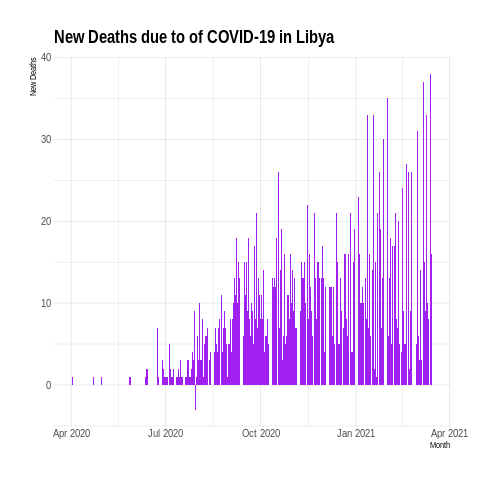 New Deaths due to of COVID-19 in Libya
New Deaths
40
30
20
10
0
Apr 2020 Jul 2020 Oct 2020 Jan 2021 Apr 2021
Month